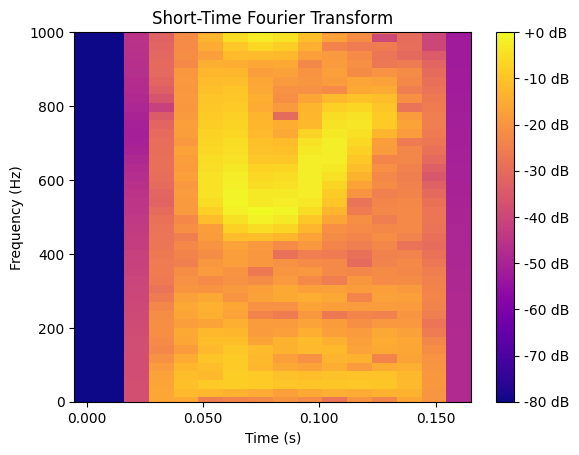 Short-Time Fourier Transform
1000
800
600
400
200
0
Frequency (Hz)
0.000
0.050
0.100
0.150
Time (s)
+0 dB
-10 dB
-20 dB
-30 dB
-40 dB
-50 dB
-60 dB
-70 dB
-80 dB